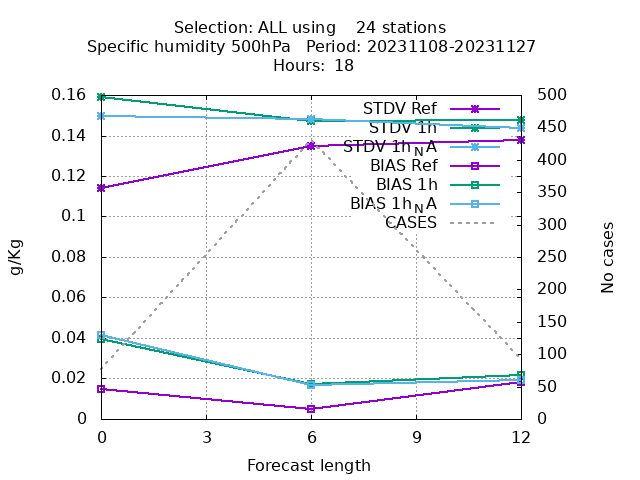 Selection: ALL using    24 stations
Specific humidity 500hPa   Period: 20231108-20231127
Hours: 18
0.16
0.14
0.12
0.1
0.08
0.06
0.04
0.02
0
g/Kg
STDV Ref
STDV 1h
STDV 1h_NA
BIAS Ref
BIAS 1h
BIAS 1h_NA
CASES
500
450
400
350
300
250
200
150
100
50
0
No cases
0 3 6 9 12
Forecast length